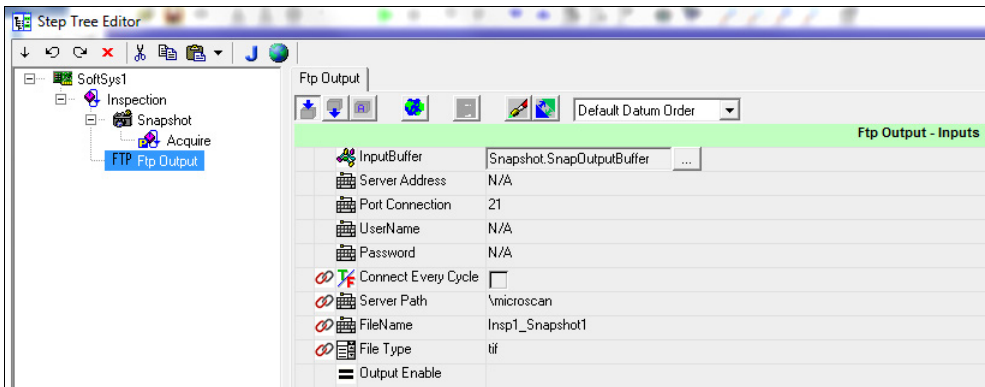 Step Tree Editor
J
SoftSys1
Inspection
Snapshot
Acquire
FTP Ftp Output
Ftp Output
A
Default Datum Order
Ftp Output - Inputs
InputBuffer Snapshot.SnapOutputBuffer ...
Server Address N/A
Port Connection 21
UserName N/A
Password N/A
T/F Connect Every Cycle
Server Path \microscan
FileName Insp1_Snapshot1
File Type tif
Output Enable